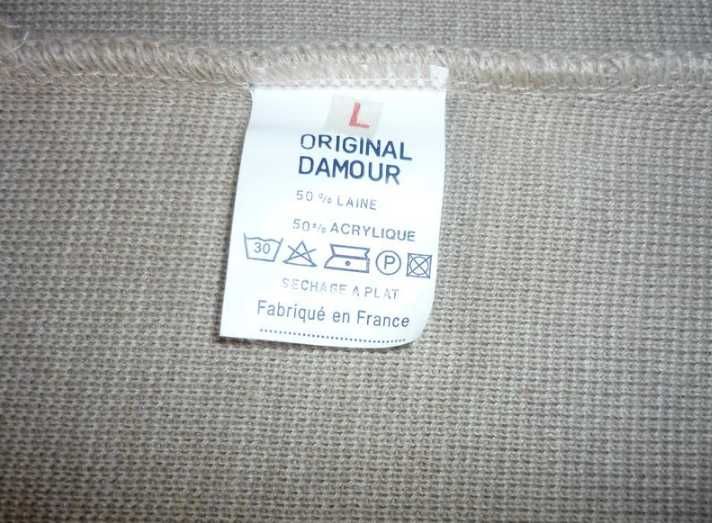 L
ORIGINAL
DAMOUR
50 % LAINE
50% ACRYLIQUE
30 P
SECHAGE A PLAT
Fabriqué en France